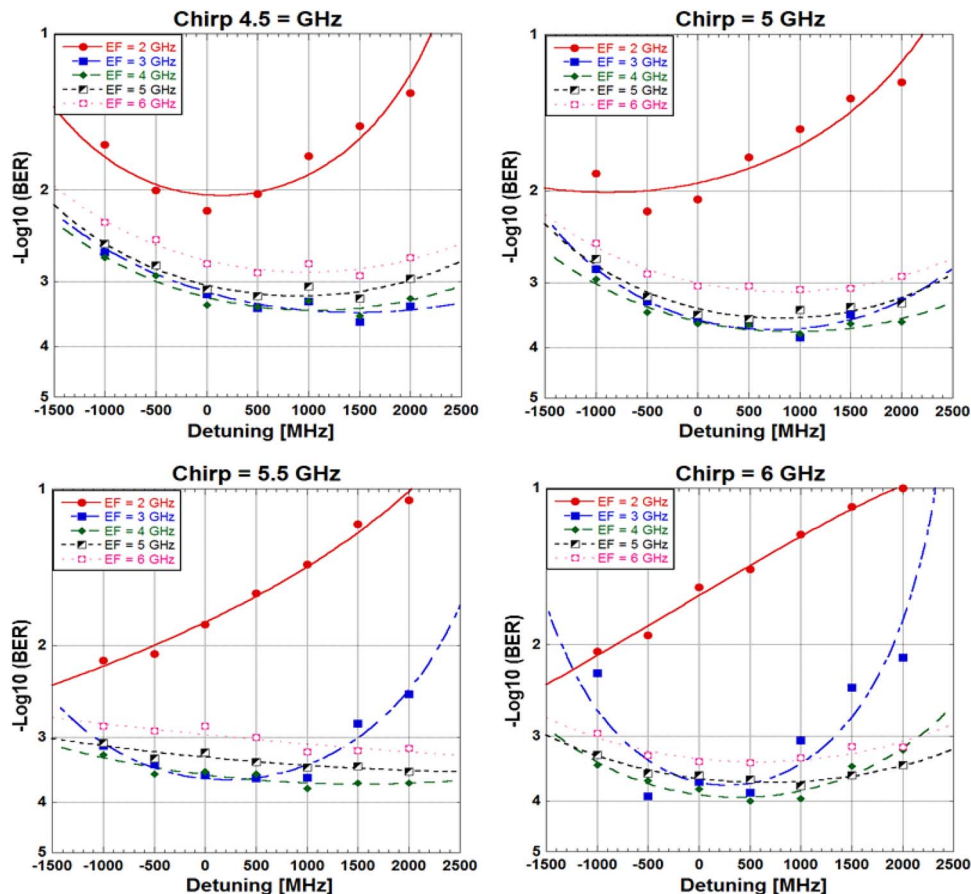 Chirp 4.5 = GHz
1
EF = 2 GHz
EF = 3 GHz
EF = 4 GHz
EF = 5 GHz
EF = 6 GHz
2
3
4
5
-Log10 (BER)
-1500 -1000 -500 0 500 1000 1500 2000 2500
Detuning [MHz]
Chirp = 5 GHz
1
EF = 2 GHz
EF = 3 GHz
EF = 4 GHz
EF = 5 GHz
EF = 6 GHz
2
3
4
5
-Log10 (BER)
-1500 -1000 -500 0 500 1000 1500 2000 2500
Detuning [MHz]
Chirp = 5.5 GHz
1
EF = 2 GHz
EF = 3 GHz
EF = 4 GHz
EF = 5 GHz
EF = 6 GHz
2
3
4
5
-Log10 (BER)
-1500 -1000 -500 0 500 1000 1500 2000 2500
Detuning [MHz]
Chirp = 6 GHz
1
EF = 2 GHz
EF = 3 GHz
EF = 4 GHz
EF = 5 GHz
EF = 6 GHz
2
3
4
5
-Log10 (BER)
-1500 -1000 -500 0 500 1000 1500 2000 2500
Detuning [MHz]